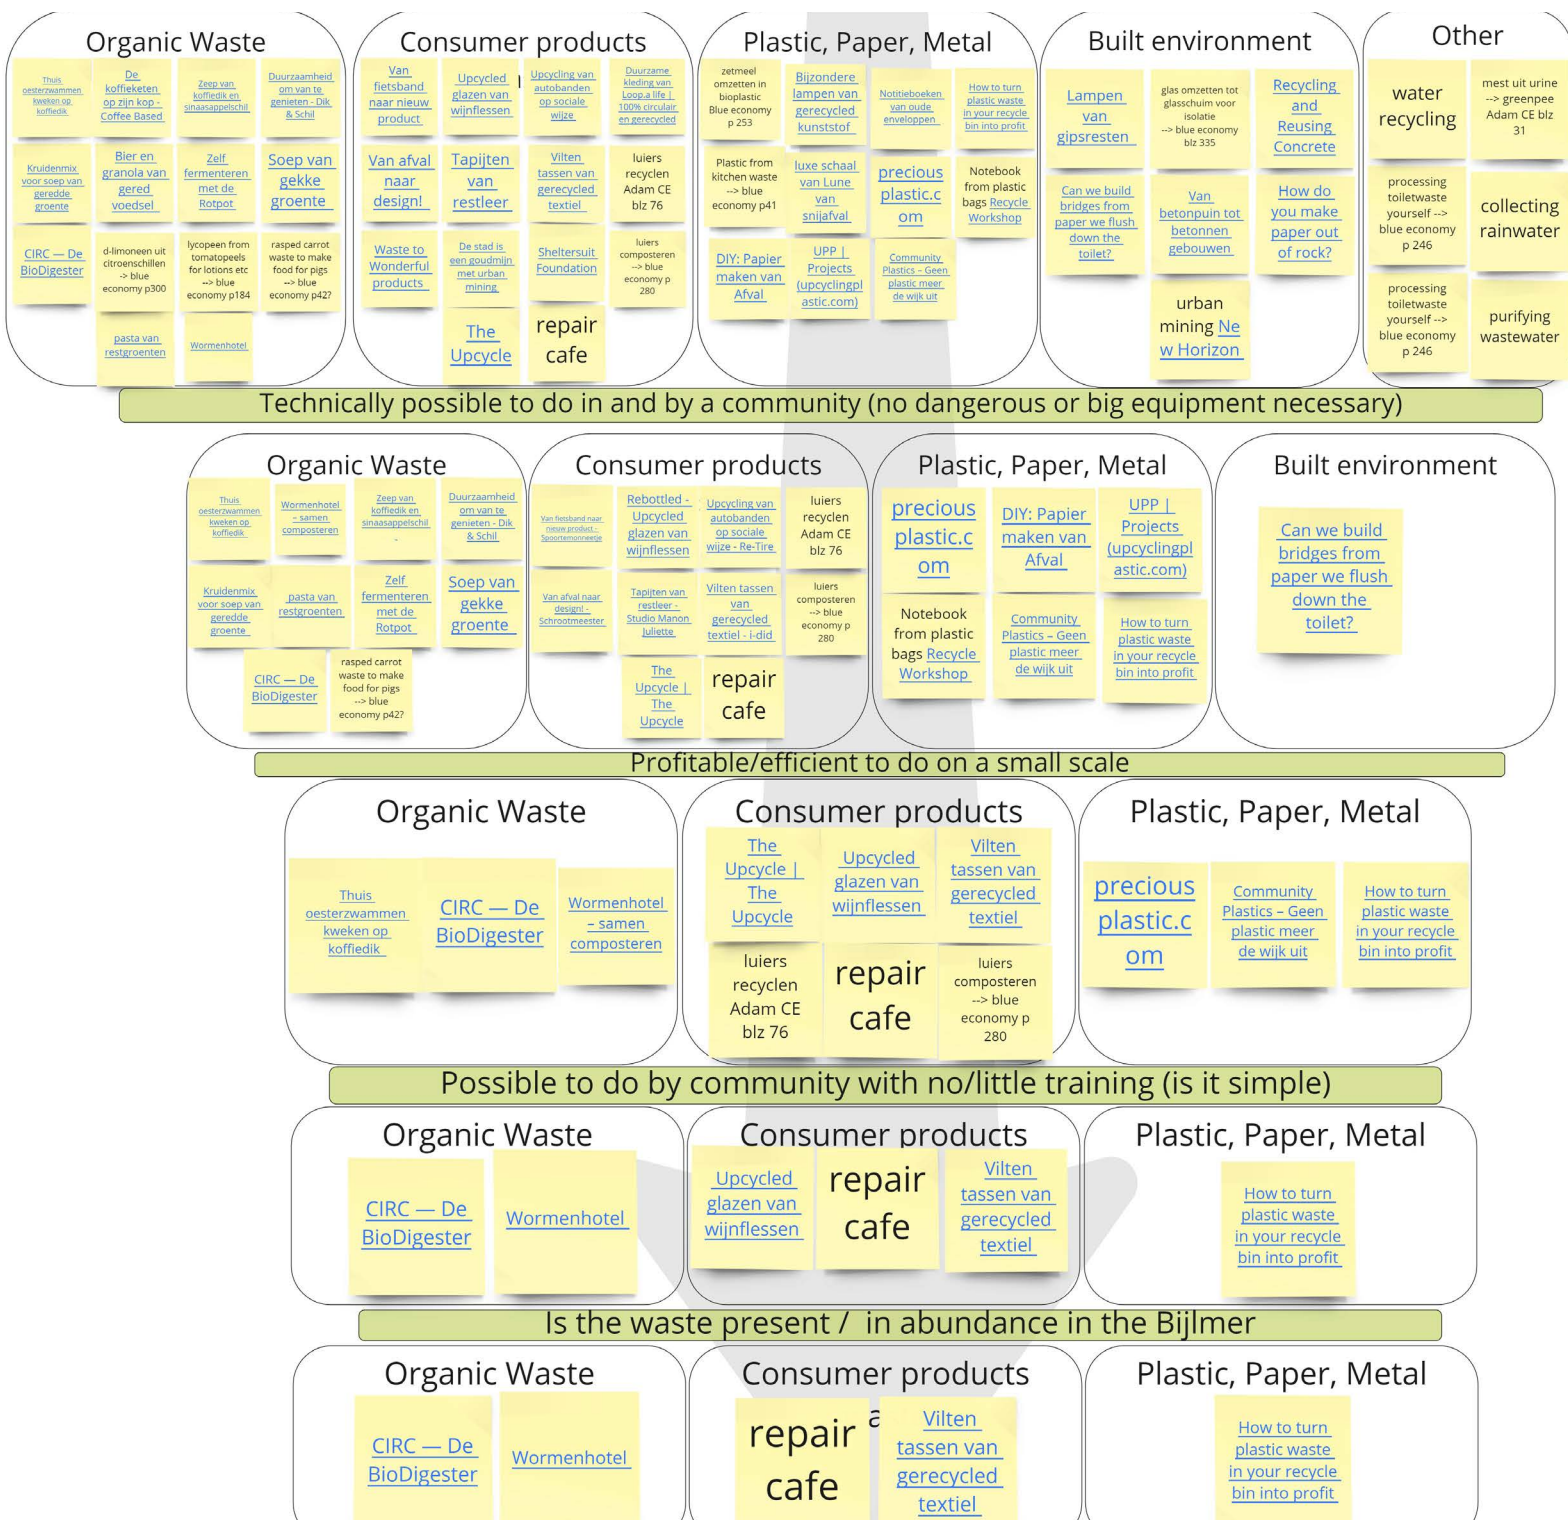 Organic Waste
Thuis
oesterzwammen
kweken op
koffiedik
De
koffieketen
op zijn kop -
Coffee Based
Zeep van
koffiedik en
sinaasappelschil
Duurzaamheid
om van te
genieten - Dik
& Schil
Kruidenmix
voor soep van
geredde
groente
Bier en
granola van
gered
voedsel
Zelf
fermenteren
met de
Rotpot
Soep van
gekke
groente
CIRC — De
BioDigester
d-limoneen uit
citroenschillen
-> blue
economy p300
lycopeen from
tomatopeels
for lotions etc
--> blue
economy p184
rasped carrot
waste to make
food for pigs
--> blue
economy p42?
pasta van
restgroenten
Wormenhotel
Consumer products
Van
fietsband
naar nieuw
product
Upcycled
glazen van
wijnflessen
Upcycling van
autobanden
op sociale
wijze
Duurzame
kleding van
Loop.a life |
100% circulair
en gerecycled
Van afval
naar
design!
Tapijten
van
restleer
Vilten
tassen van
gerecycled
textiel
luiers
recyclen
Adam CE
blz 76
Waste to
Wonderful
products
De stad is
een goudmijn
met urban
mining
Sheltersuit
Foundation
luiers
composteren
--> blue
economy p
280
The
Upcycle
repair
cafe
Plastic, Paper, Metal
zetmeel
omzetten in
bioplastic
Blue economy
p 253
Bijzondere
lampen van
gerecycled
kunststof
Notitieboeken
van oude
enveloppen
How to turn
plastic waste
in your recycle
bin into profit
Plastic from
kitchen waste
--> blue
economy p41
luxe schaal
van Lune
van
snijafval
precious
plastic.c
om
Notebook
from plastic
bags Recycle
Workshop
DIY: Papier
maken van
Afval
UPP |
Projects
(upcyclingpl
astic.com)
Community
Plastics – Geen
plastic meer
de wijk uit
Built environment
Lampen
van
gipsresten
glas omzetten tot
glasschuim voor
isolatie
--> blue economy
blz 335
Recycling
and
Reusing
Concrete
Can we build
bridges from
paper we flush
down the
toilet?
Van
betonpuin tot
betonnen
gebouwen
How do
you make
paper out
of rock?
urban
mining Ne
w Horizon
Other
water
recycling
mest uit urine
--> greenpee
Adam CE blz
31
processing
toiletwaste
yourself -->
blue economy
p 246
collecting
rainwater
processing
toiletwaste
yourself -->
blue economy
p 246
purifying
wastewater
Technically possible to do in and by a community (no dangerous or big equipment necessary)
Organic Waste
Thuis
oesterzwammen
kweken op
koffiedik
Wormenhotel
– samen
composteren
Zeep van
koffiedik en
sinaasappelschil
-
Duurzaamheid
om van te
genieten - Dik
& Schil
Kruidenmix
voor soep van
geredde
groente
pasta van
restgroenten
Zelf
fermenteren
met de
Rotpot
Soep van
gekke
groente
CIRC — De
BioDigester
rasped carrot
waste to make
food for pigs
--> blue
economy p42?
Consumer products
Van fietsband naar
nieuw product -
Spoortemonneetje
Rebottled -
Upcycled
glazen van
wijnflessen
Upcycling van
autobanden
op sociale
wijze - Re-Tire
luiers
recyclen
Adam CE
blz 76
Van afval naar
design! -
Schrootmeester
Tapijten van
restleer -
Studio Manon
Juliette
Vilten tassen
van
gerecycled
textiel - i-did
luiers
composteren
--> blue
economy p
280
The
Upcycle |
The
Upcycle
repair
cafe
Plastic, Paper, Metal
precious
plastic.c
om
DIY: Papier
maken van
Afval
UPP |
Projects
(upcyclingpl
astic.com)
Notebook
from plastic
bags Recycle
Workshop
Community
Plastics – Geen
plastic meer
de wijk uit
How to turn
plastic waste
in your recycle
bin into profit
Built environment
Can we build
bridges from
paper we flush
down the
toilet?
Profitable/efficient to do on a small scale
Organic Waste
Thuis
oesterzwammen
kweken op
koffiedik
CIRC — De
BioDigester
Wormenhotel
– samen
composteren
Consumer products
The
Upcycle |
The
Upcycle
Upcycled
glazen van
wijnflessen
Vilten
tassen van
gerecycled
textiel
luiers
recyclen
Adam CE
blz 76
repair
cafe
luiers
composteren
--> blue
economy p
280
Plastic, Paper, Metal
precious
plastic.c
om
Community
Plastics – Geen
plastic meer
de wijk uit
How to turn
plastic waste
in your recycle
bin into profit
Possible to do by community with no/little training (is it simple)
Organic Waste
CIRC — De
BioDigester
Wormenhotel
Consumer products
Upcycled
glazen van
wijnflessen
repair
cafe
Vilten
tassen van
gerecycled
textiel
Plastic, Paper, Metal
How to turn
plastic waste
in your recycle
bin into profit
Is the waste present / in abundance in the Bijlmer
Organic Waste
CIRC — De
BioDigester
Wormenhotel
Consumer products
repair
cafe
Vilten
tassen van
gerecycled
textiel
Plastic, Paper, Metal
How to turn
plastic waste
in your recycle
bin into profit